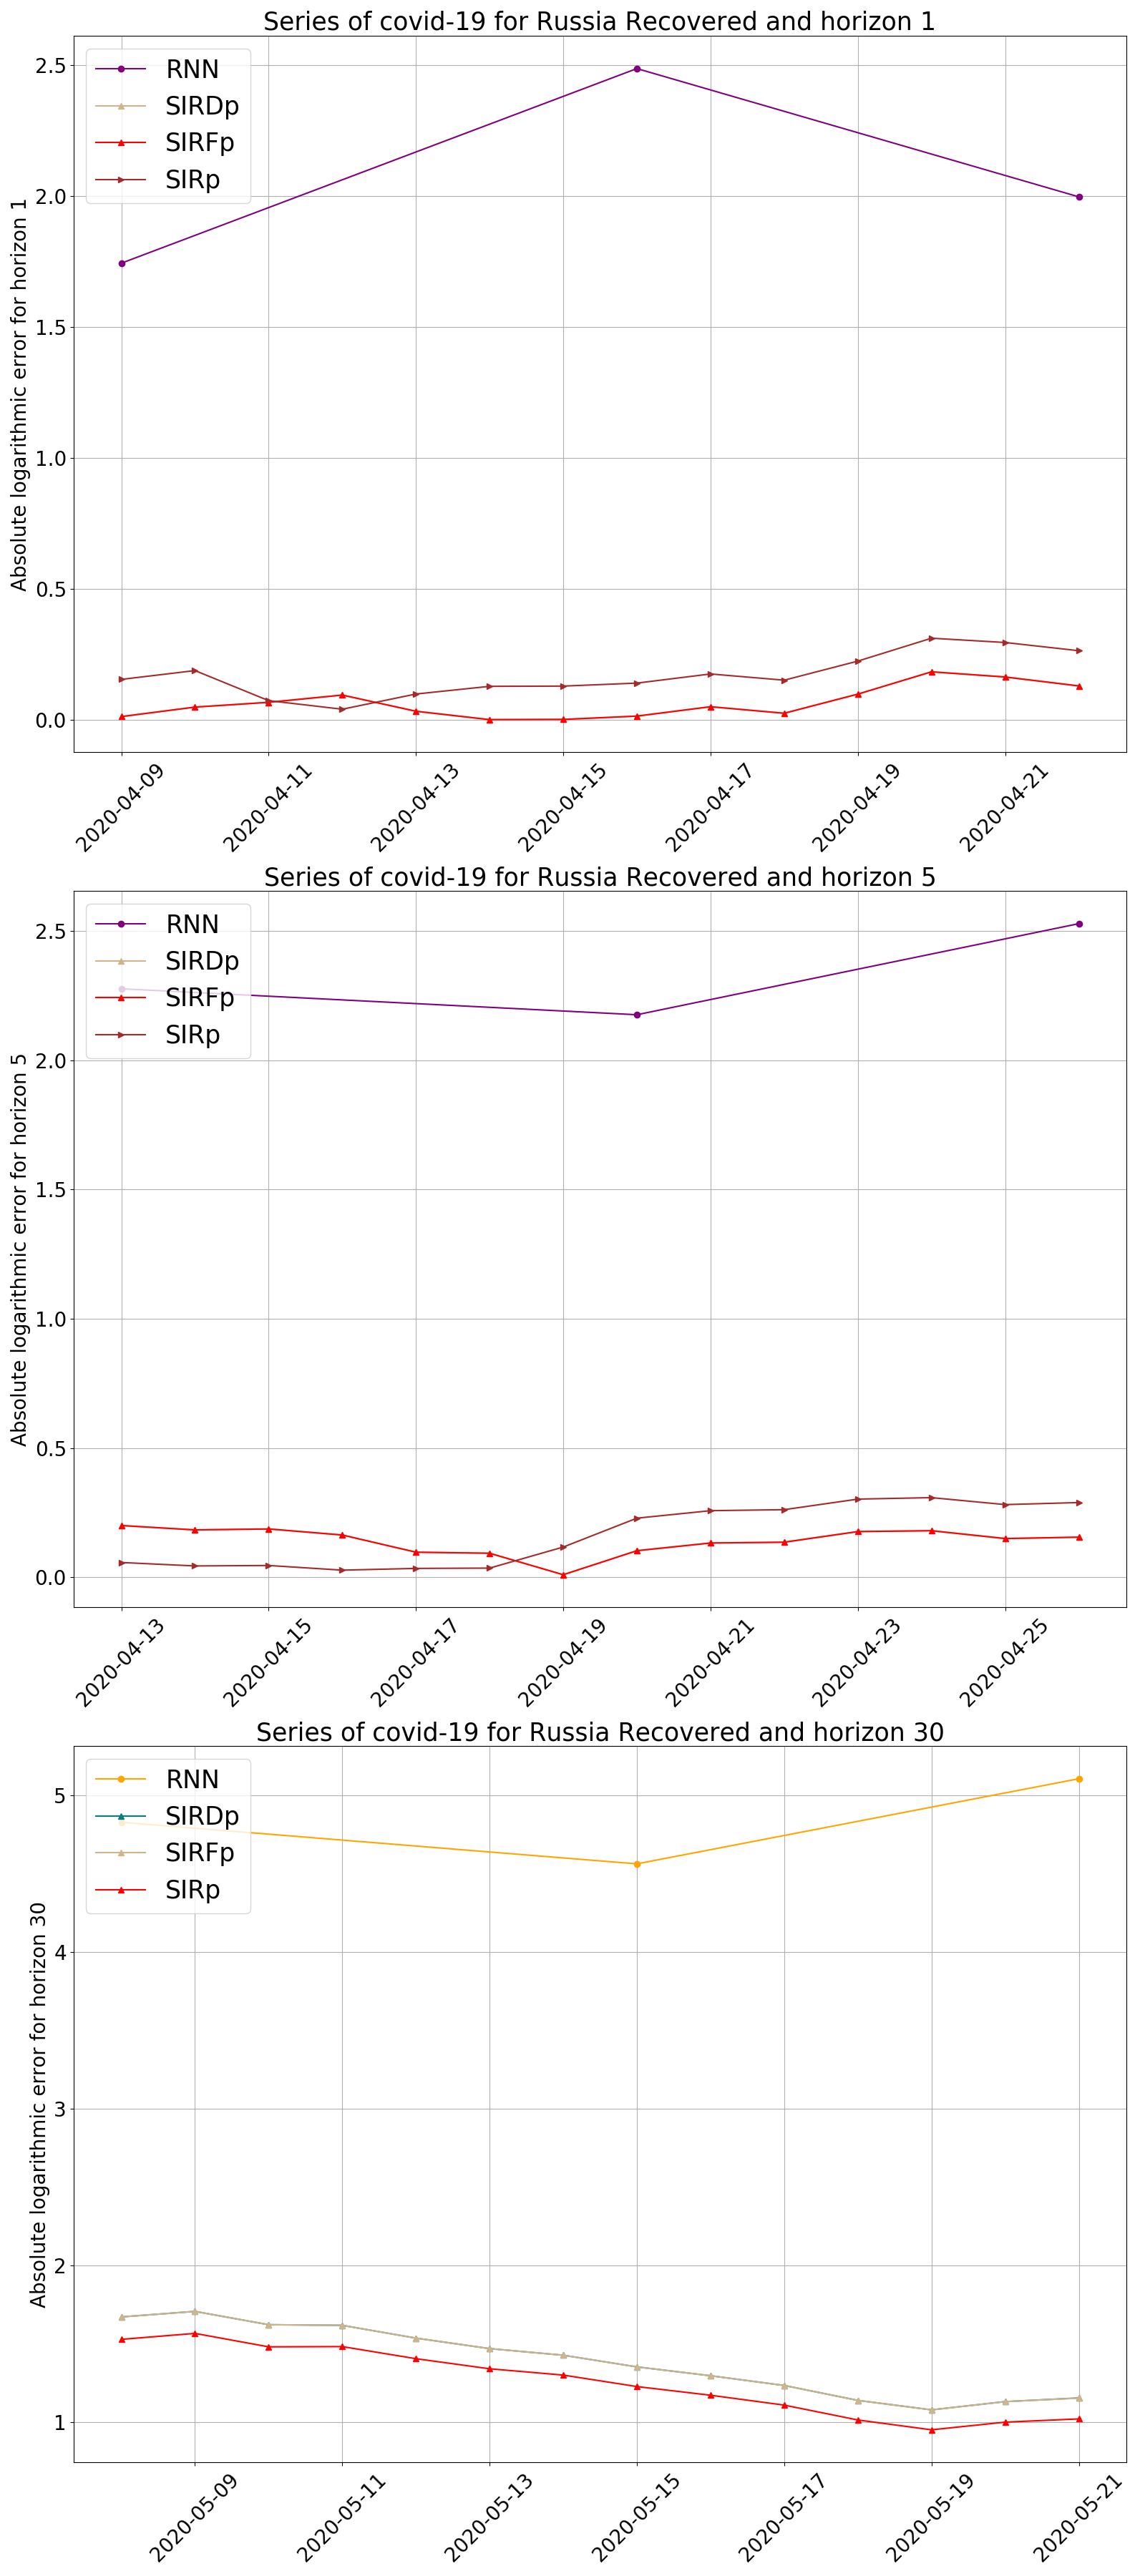 Series of covid-19 for Russia Recovered and horizon 1
RNN
SIRDp
SIRFp
SIRp
Absolute logarithmic error for horizon 1
2.5
2.0
1.5
1.0
0.5
0.0
2020-04-09
2020-04-11
2020-04-13
2020-04-15
2020-04-17
2020-04-19
2020-04-21
Series of covid-19 for Russia Recovered and horizon 5
RNN
SIRDp
SIRFp
SIRp
Absolute logarithmic error for horizon 5
2.5
2.0
1.5
1.0
0.5
0.0
2020-04-13
2020-04-15
2020-04-17
2020-04-19
2020-04-21
2020-04-23
2020-04-25
Series of covid-19 for Russia Recovered and horizon 30
RNN
SIRDp
SIRFp
SIRp
Absolute logarithmic error for horizon 30
5
4
3
2
1
2020-05-09
2020-05-11
2020-05-13
2020-05-15
2020-05-17
2020-05-19
2020-05-21